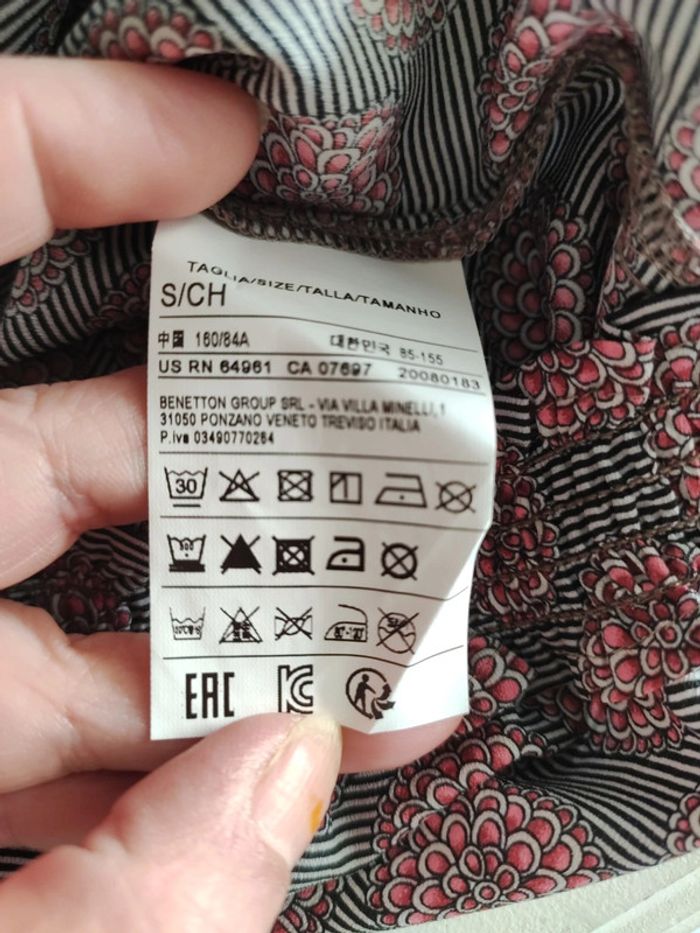 TAGLIA/SIZE/TALLA/TAMANHO
S/CH
中国 160/84A 대한민국 85-155
US RN 64961 CA 07697 20080183
BENETTON GROUP SRL - VIA VILLA MINELLI, 1
31050 PONZANO VENETO TREVISO ITALIA
P.Iva 03490770264
30
EAC